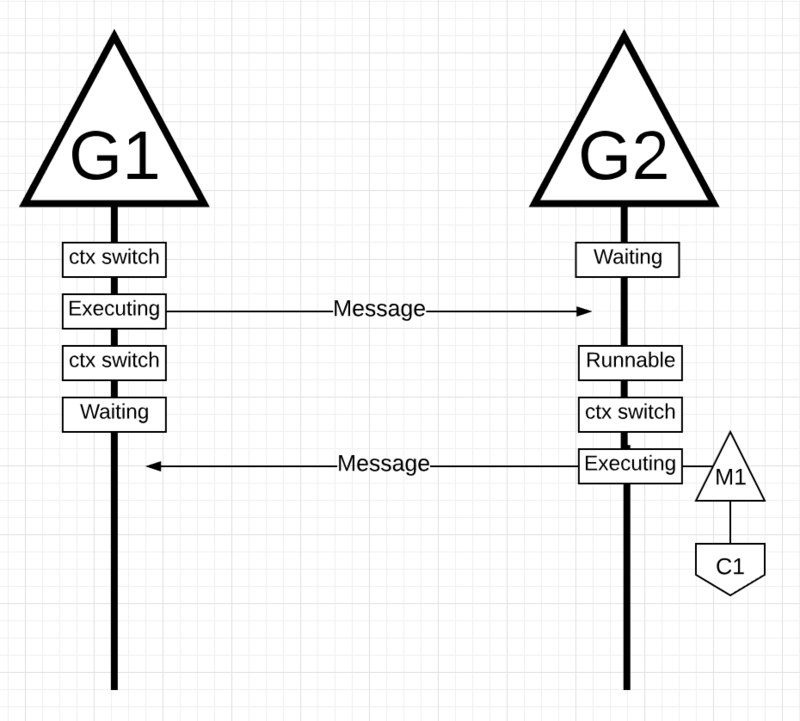 G1
G2
ctx switch
Waiting
Executing
Message
ctx switch
Runnable
Waiting
ctx switch
Message
Executing
M1
C1